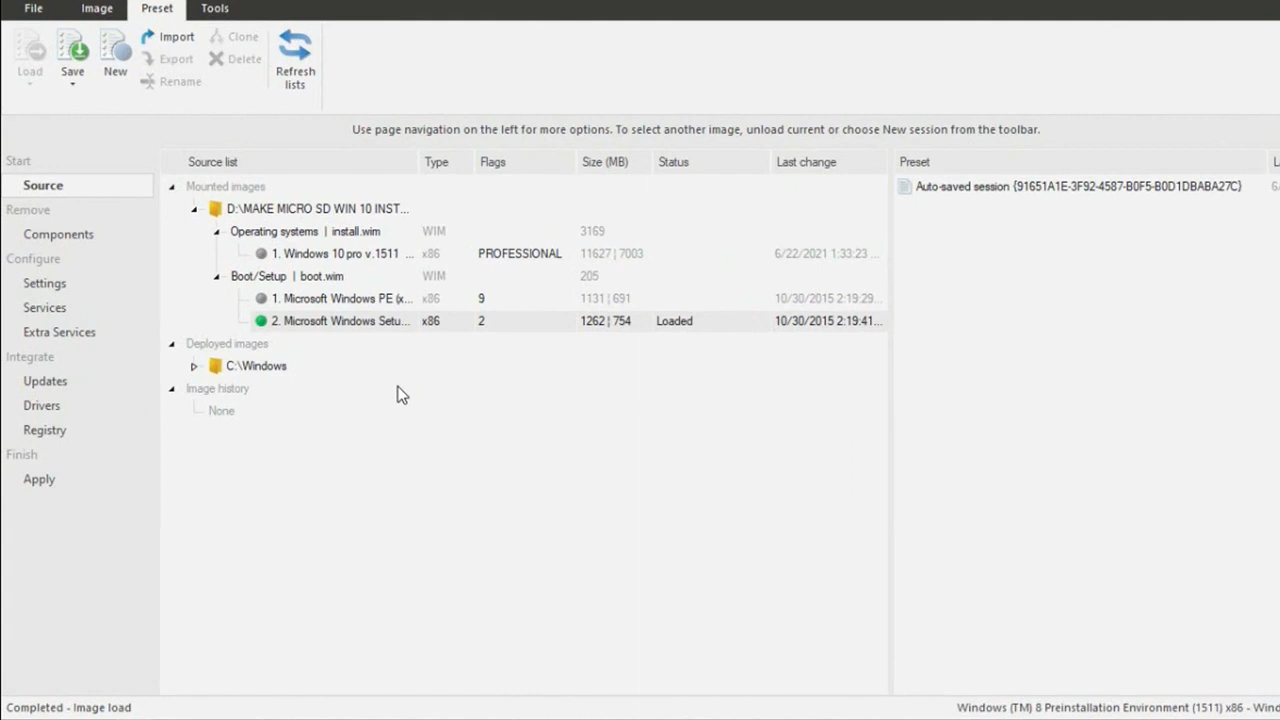 File Image Preset Tools
Load Save New Import Export Rename Clone Delete Refresh lists
Use page navigation on the left for more options. To select another image, unload current or choose New session from the toolbar.
Start
Source
Remove
Components
Configure
Settings
Services
Extra Services
Integrate
Updates
Drivers
Registry
Finish
Apply
Source list Type Flags Size (MB) Status Last change
Mounted images
D:\MAKE MICRO SD WIN 10 INST...
Operating systems | install.wim WIM 3169
1. Windows 10 pro v.1511 ... x86 PROFESSIONAL 11627 | 7003 6/22/2021 1:33:23 ...
Boot/Setup | boot.wim WIM 205
1. Microsoft Windows PE (x... x86 9 1131 | 691 10/30/2015 2:19:29...
2. Microsoft Windows Setu... x86 2 1262 | 754 Loaded 10/30/2015 2:19:41...
Deployed images
C:\Windows
Image history
None
Preset
Auto-saved session {91651A1E-3F92-4587-B0F5-B0D1DBABA27C}
Completed - Image load
Windows (TM) 8 Preinstallation Environment (1511) x86 -